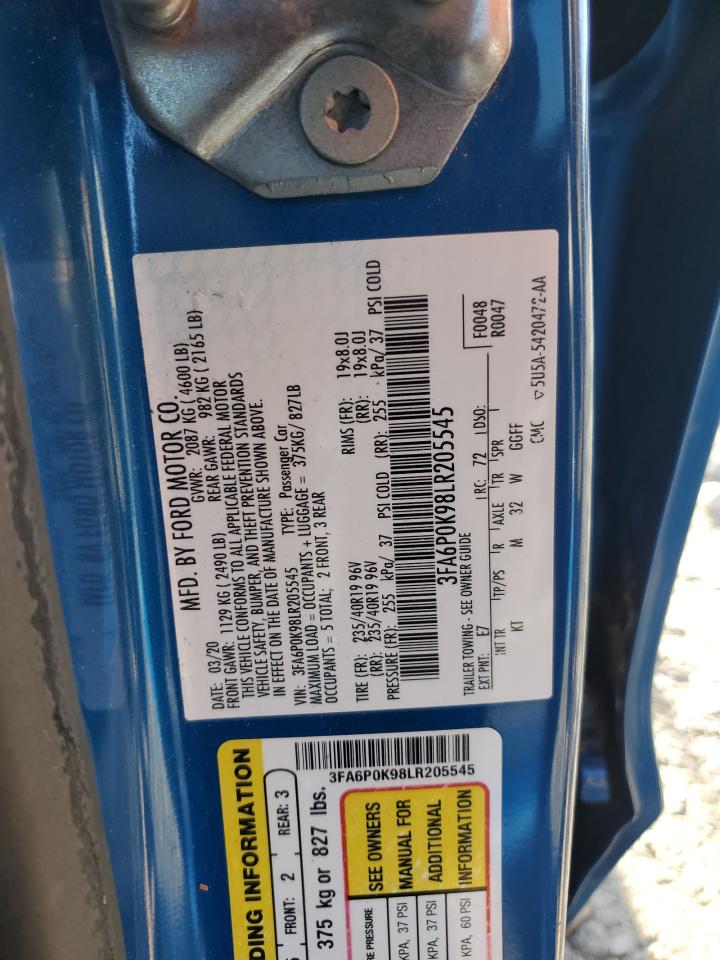 MFD. BY FORD MOTOR CO.
DATE: 03/20 GVWR: 2087 KG ( 4600 LB)
FRONT GAWR: 1129 KG ( 2490 LB) REAR GAWR: 982 KG ( 2165 LB)
THIS VEHICLE CONFORMS TO ALL APPLICABLE FEDERAL MOTOR
VEHICLE SAFETY, BUMPER, AND THEFT PREVENTION STANDARDS
IN EFFECT ON THE DATE OF MANUFACTURE SHOWN ABOVE.
VIN: 3FA6P0K98LR205545 TYPE: Passenger Car
MAXIMUM LOAD = OCCUPANTS + LUGGAGE = 375KG/ 827LB
OCCUPANTS = 5 TOTAL; 2 FRONT, 3 REAR
TIRE (FR): 235/40R19 96V RIMS (FR): 19x8.0J
(RR): 235/40R19 96V (RR): 19x8.0J
PRESSURE (FR): 255 kPa/ 37 PSI COLD (RR): 255 kPa/ 37 PSI COLD
3FA6P0K98LR205545
TRAILER TOWING - SEE OWNER GUIDE F0048
EXT PNT: E7 RC: 72 DSO: R0047
INT TR TP/PS R AXLE TR SPR
KT M 32 W GGFF
CMC 5U5A-5420472-AA
DING INFORMATION
FRONT: 2 REAR: 3
375 kg or 827 lbs.
3FA6P0K98LR205545
SEE OWNERS
MANUAL FOR
ADDITIONAL
INFORMATION
PRESSURE
KPA, 37 PSI
KPA, 37 PSI
KPA, 60 PSI